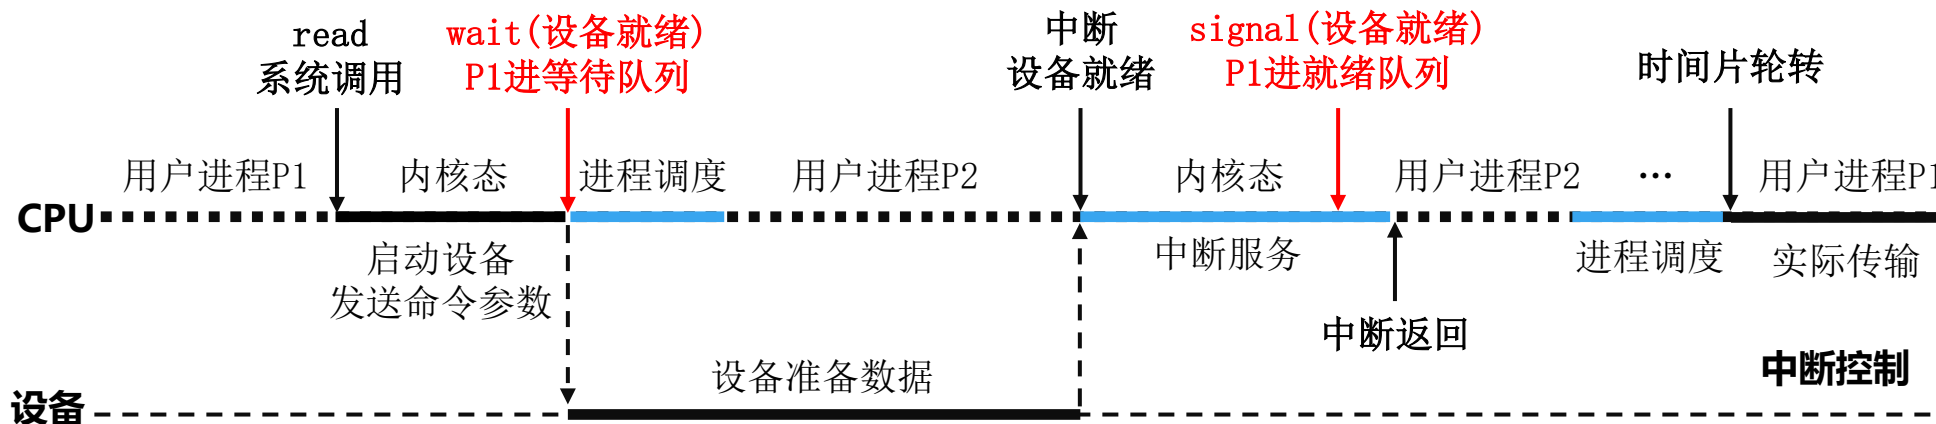 read
系统调用
wait(设备就绪)
P1进等待队列
中断
设备就绪
signal(设备就绪)
P1进就绪队列
时间片轮转
用户进程P1
内核态
进程调度
用户进程P2
内核态
用户进程P2
…
用户进程P1
CPU
启动设备
发送命令参数
中断服务
进程调度
实际传输
中断返回
设备准备数据
中断控制
设备